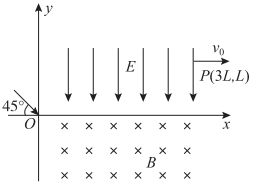 y
v₀
E
P(3L,L)
45°
O
x
× × × × × ×
× × × × × ×
B
× × × × × ×